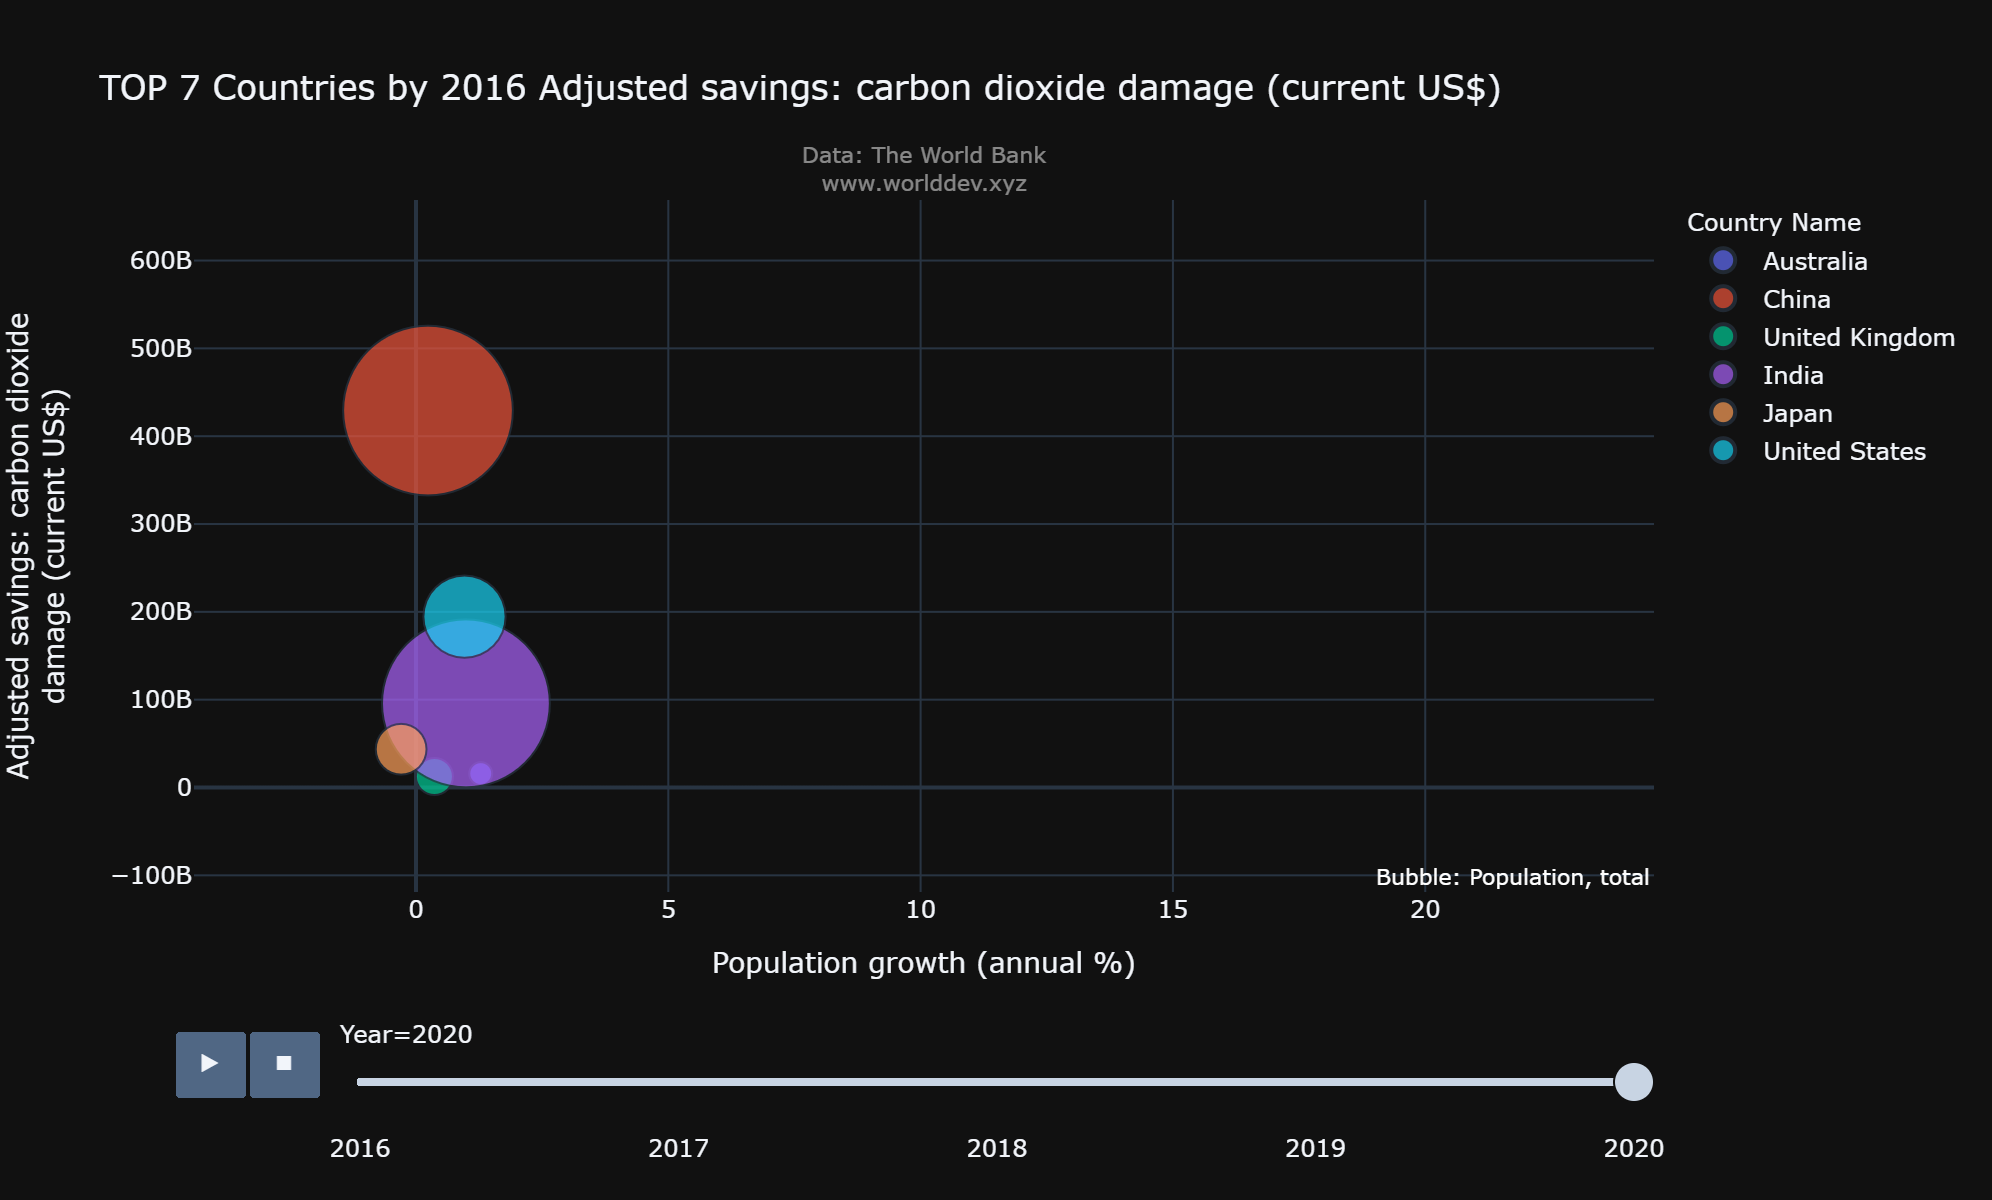 TOP 7 Countries by 2016 Adjusted savings: carbon dioxide damage (current US$)
Data: The World Bank
www.worlddev.xyz
Adjusted savings: carbon dioxide
damage (current US$)
600B
500B
400B
300B
200B
100B
0
−100B
0
5
10
15
20
Population growth (annual %)
Bubble: Population, total
Country Name
Australia
China
United Kingdom
India
Japan
United States
Year=2020
2016
2017
2018
2019
2020